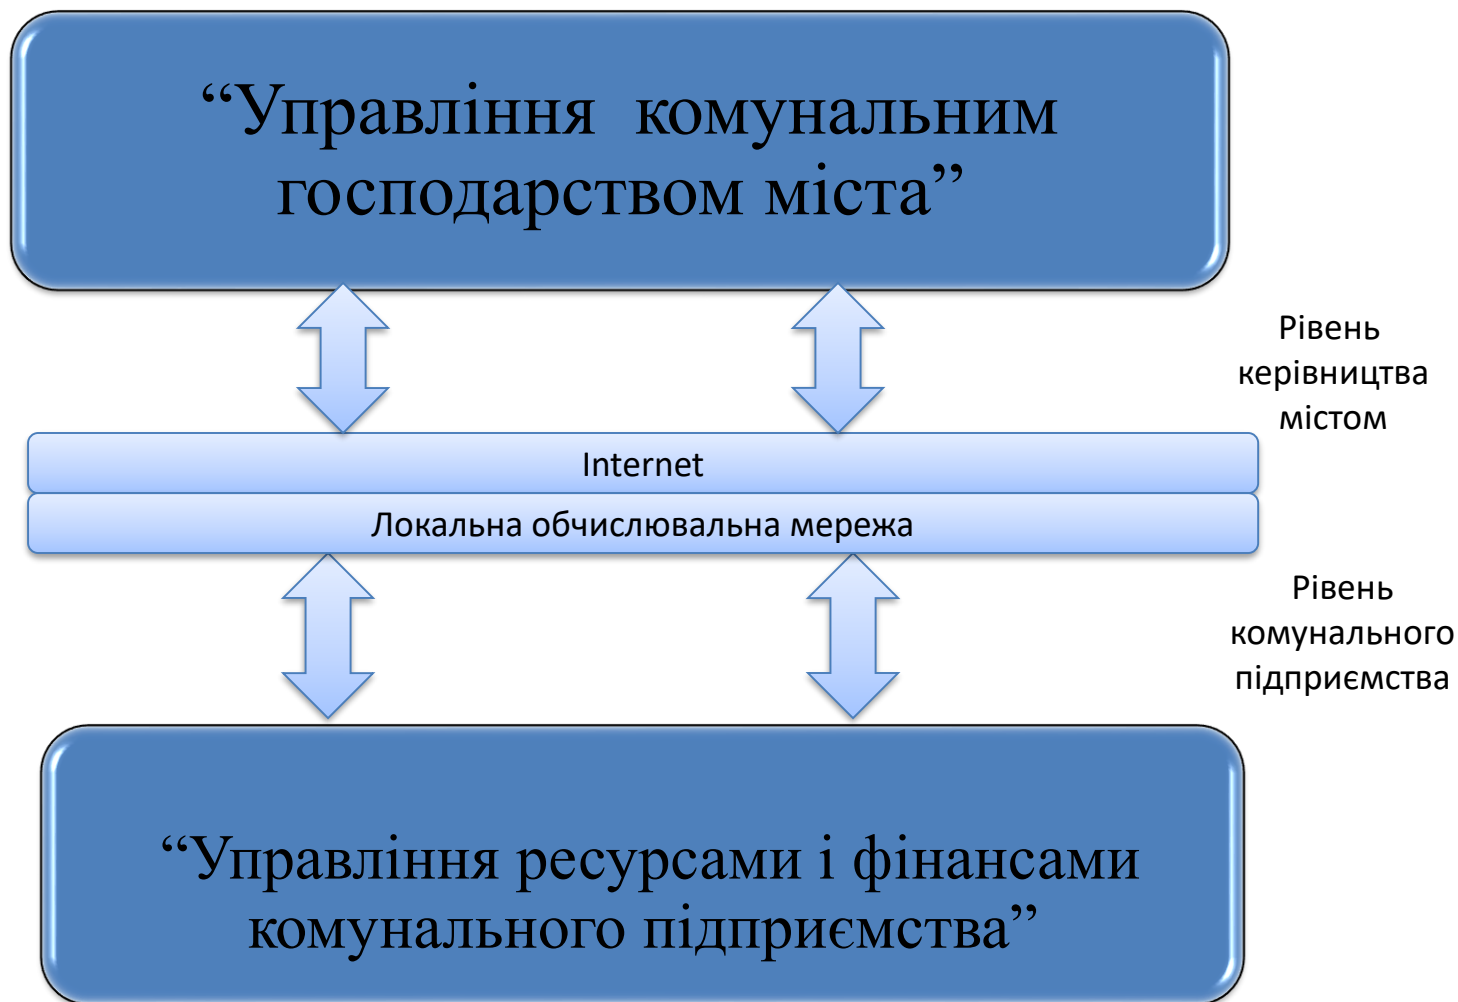 “Управління комунальним
господарством міста”
Рівень
керівництва
містом
Internet
Локальна обчислювальна мережа
Рівень
комунального
підприємства
“Управління ресурсами і фінансами
комунального підприємства”